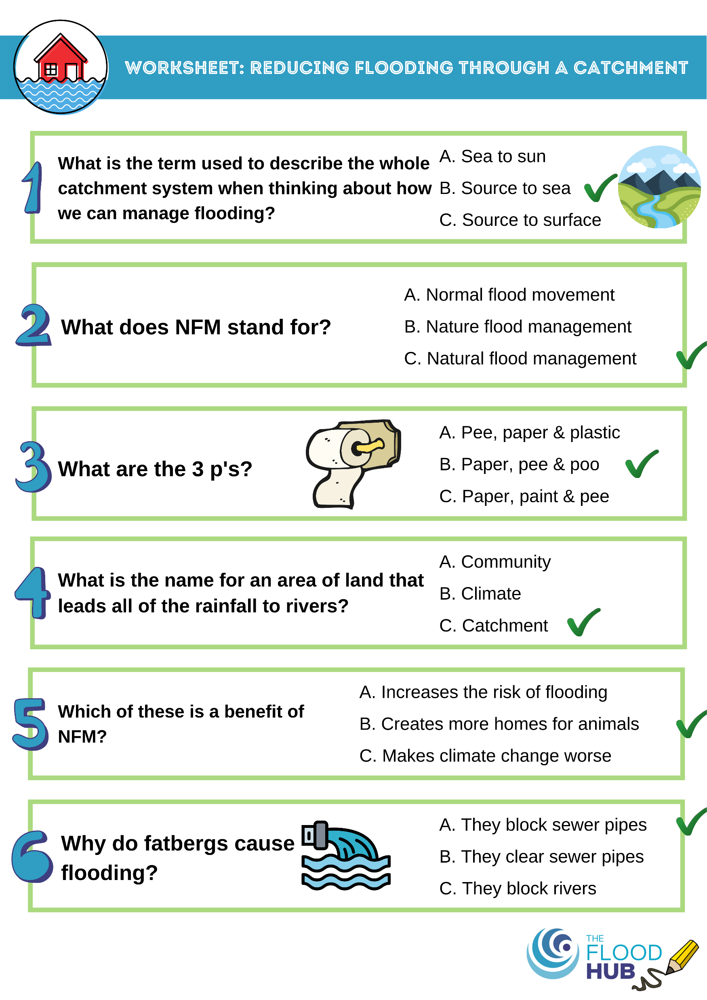 WORKSHEET: REDUCING FLOODING THROUGH A CATCHMENT
1
What is the term used to describe the whole
catchment system when thinking about how
we can manage flooding?
A. Sea to sun
B. Source to sea
C. Source to surface
2
What does NFM stand for?
A. Normal flood movement
B. Nature flood management
C. Natural flood management
3
What are the 3 p's?
A. Pee, paper & plastic
B. Paper, pee & poo
C. Paper, paint & pee
4
What is the name for an area of land that
leads all of the rainfall to rivers?
A. Community
B. Climate
C. Catchment
5
Which of these is a benefit of
NFM?
A. Increases the risk of flooding
B. Creates more homes for animals
C. Makes climate change worse
6
Why do fatbergs cause
flooding?
A. They block sewer pipes
B. They clear sewer pipes
C. They block rivers
THE
FLOOD
HUB